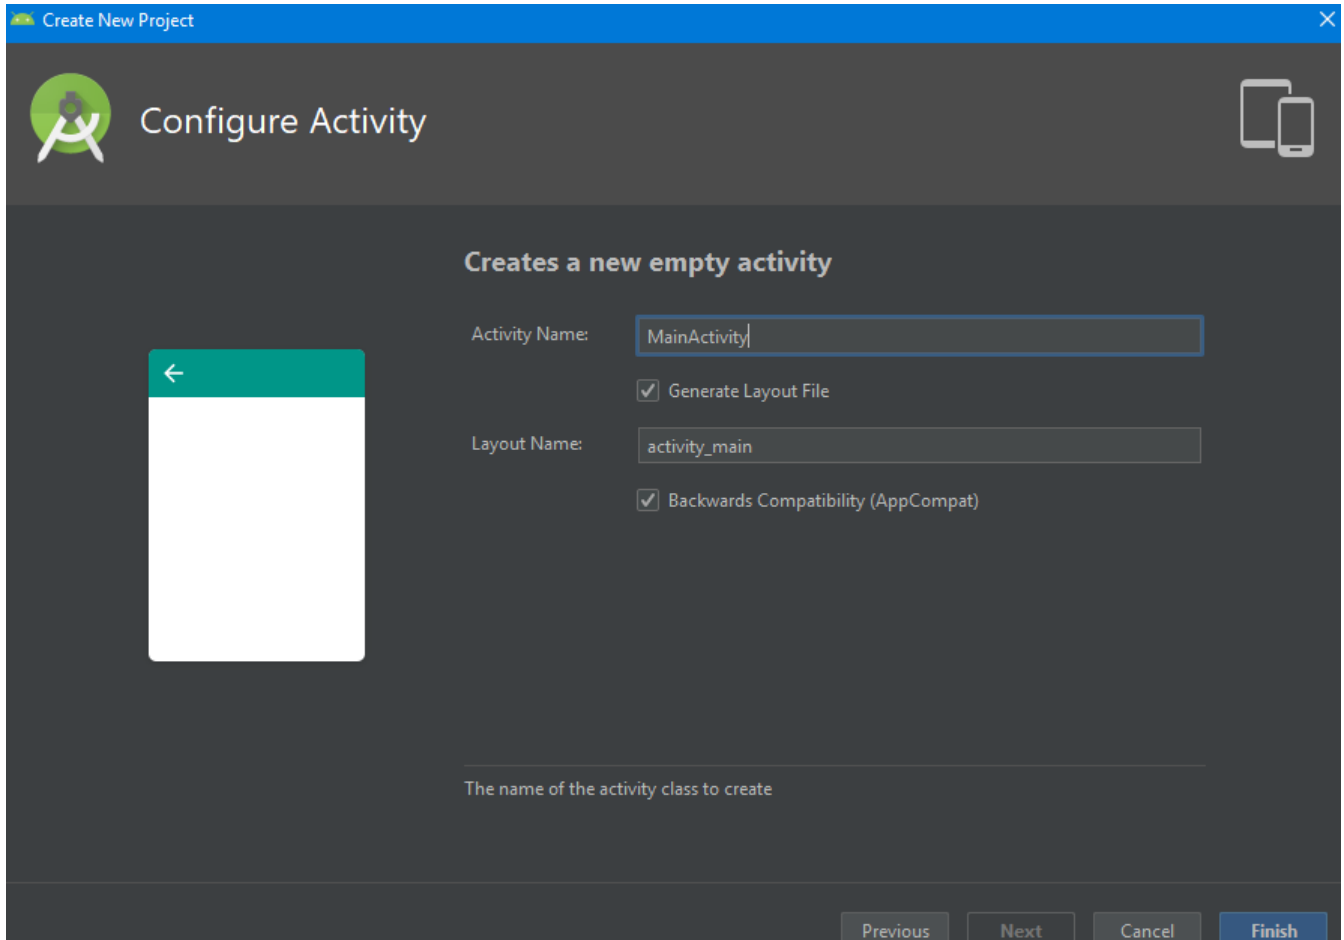 Create New Project
Configure Activity
Creates a new empty activity
Activity Name: MainActivity
Generate Layout File
Layout Name: activity_main
Backwards Compatibility (AppCompat)
The name of the activity class to create
Previous Next Cancel Finish